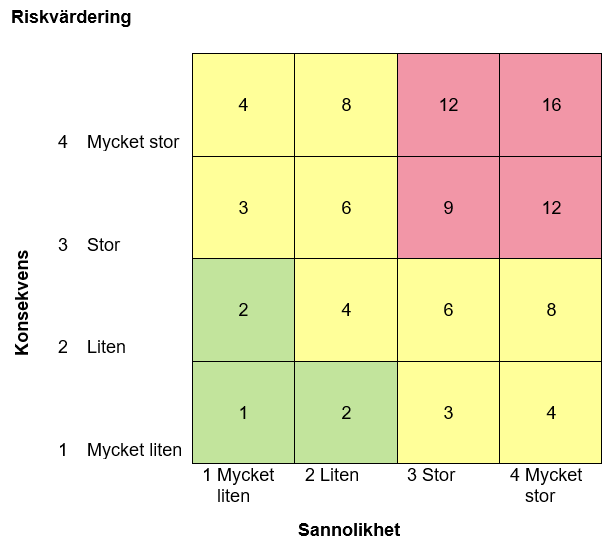 Riskvärdering
4 8 12 16
4 Mycket stor
3 6 9 12
3 Stor
Konsekvens
2 4 6 8
2 Liten
1 2 3 4
1 Mycket liten
1 Mycket 2 Liten 3 Stor 4 Mycket
liten stor
Sannolikhet